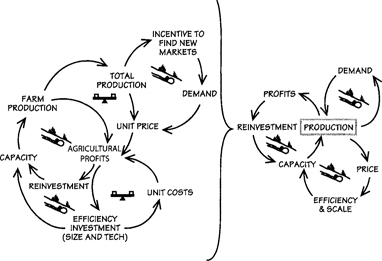 INCENTIVE TO
FIND NEW
MARKETS
TOTAL
PRODUCTION
DEMAND
FARM
PRODUCTION
UNIT PRICE
AGRICULTURAL
PROFITS
CAPACITY
REINVESTMENT
UNIT COSTS
EFFICIENCY
INVESTMENT
(SIZE AND TECH)
DEMAND
PROFITS
REINVESTMENT
PRODUCTION
CAPACITY
PRICE
EFFICIENCY
& SCALE